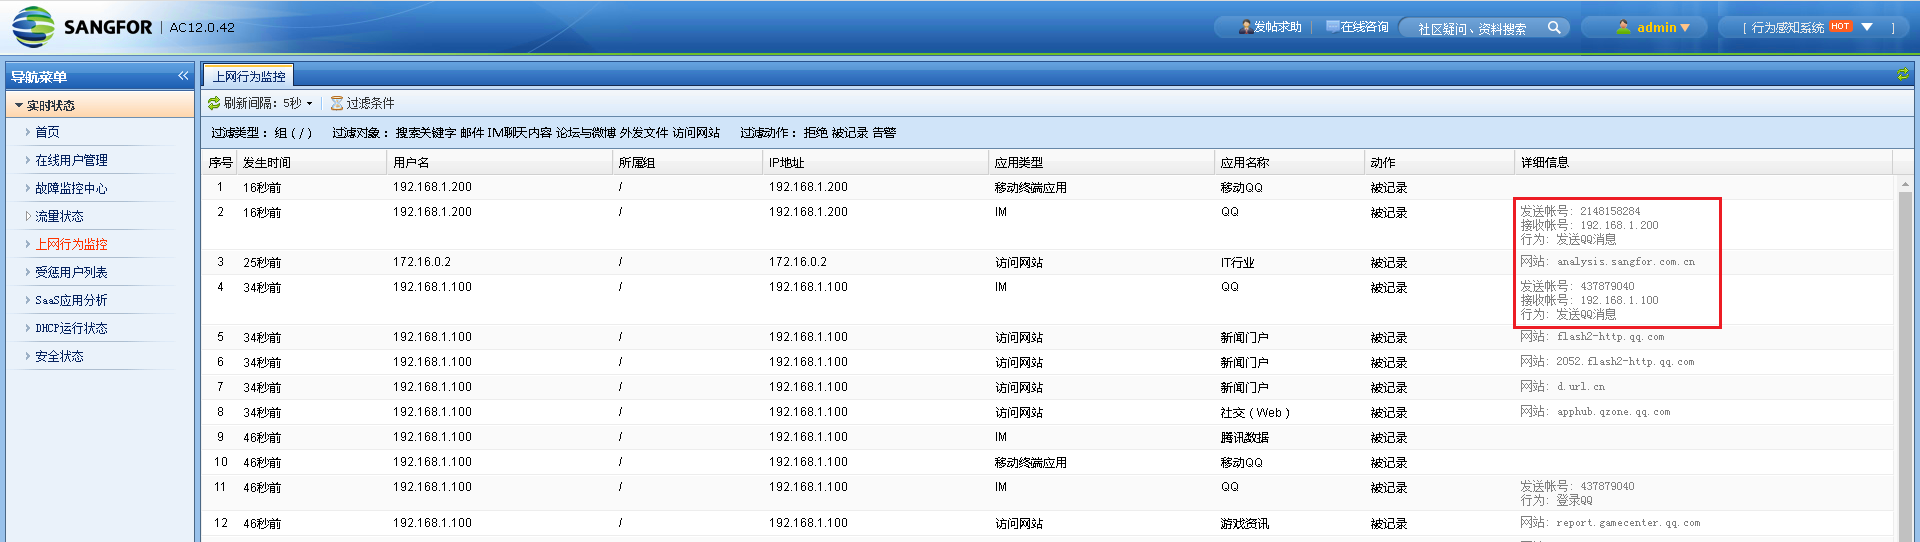 SANGFOR | AC12.0.42
发帖求助 在线咨询 社区疑问、资料搜索 admin [ 行为感知系统 HOT ]
导航菜单
上网行为监控
实时状态
首页
在线用户管理
故障监控中心
流量状态
上网行为监控
受惩用户列表
SaaS应用分析
DHCP运行状态
安全状态
刷新间隔: 5秒 过滤条件
过滤类型: 组 ( / ) 过滤对象: 搜索关键字 邮件 IM聊天内容 论坛与微博 外发文件 访问网站 过滤动作: 拒绝 被记录 告警
序号 发生时间 用户名 所属组 IP地址 应用类型 应用名称 动作 详细信息
1 16秒前 192.168.1.200 / 192.168.1.200 移动终端应用 移动QQ 被记录
2 16秒前 192.168.1.200 / 192.168.1.200 IM QQ 被记录 发送帐号: 2148158284
接收帐号: 192.168.1.200
行为: 发送QQ消息
3 25秒前 172.16.0.2 / 172.16.0.2 访问网站 IT行业 被记录 网站: analysis.sangfor.com.cn
4 34秒前 192.168.1.100 / 192.168.1.100 IM QQ 被记录 发送帐号: 437879040
接收帐号: 192.168.1.100
行为: 发送QQ消息
5 34秒前 192.168.1.100 / 192.168.1.100 访问网站 新闻门户 被记录 网站: flash2-http.qq.com
6 34秒前 192.168.1.100 / 192.168.1.100 访问网站 新闻门户 被记录 网站: 2052.flash2-http.qq.com
7 34秒前 192.168.1.100 / 192.168.1.100 访问网站 新闻门户 被记录 网站: d.url.cn
8 34秒前 192.168.1.100 / 192.168.1.100 访问网站 社交 ( Web ) 被记录 网站: apphub.qzone.qq.com
9 46秒前 192.168.1.100 / 192.168.1.100 IM 腾讯数据 被记录
10 46秒前 192.168.1.100 / 192.168.1.100 移动终端应用 移动QQ 被记录
11 46秒前 192.168.1.100 / 192.168.1.100 IM QQ 被记录 发送帐号: 437879040
行为: 登录QQ
12 46秒前 192.168.1.100 / 192.168.1.100 访问网站 游戏资讯 被记录 网站: report.gamecenter.qq.com